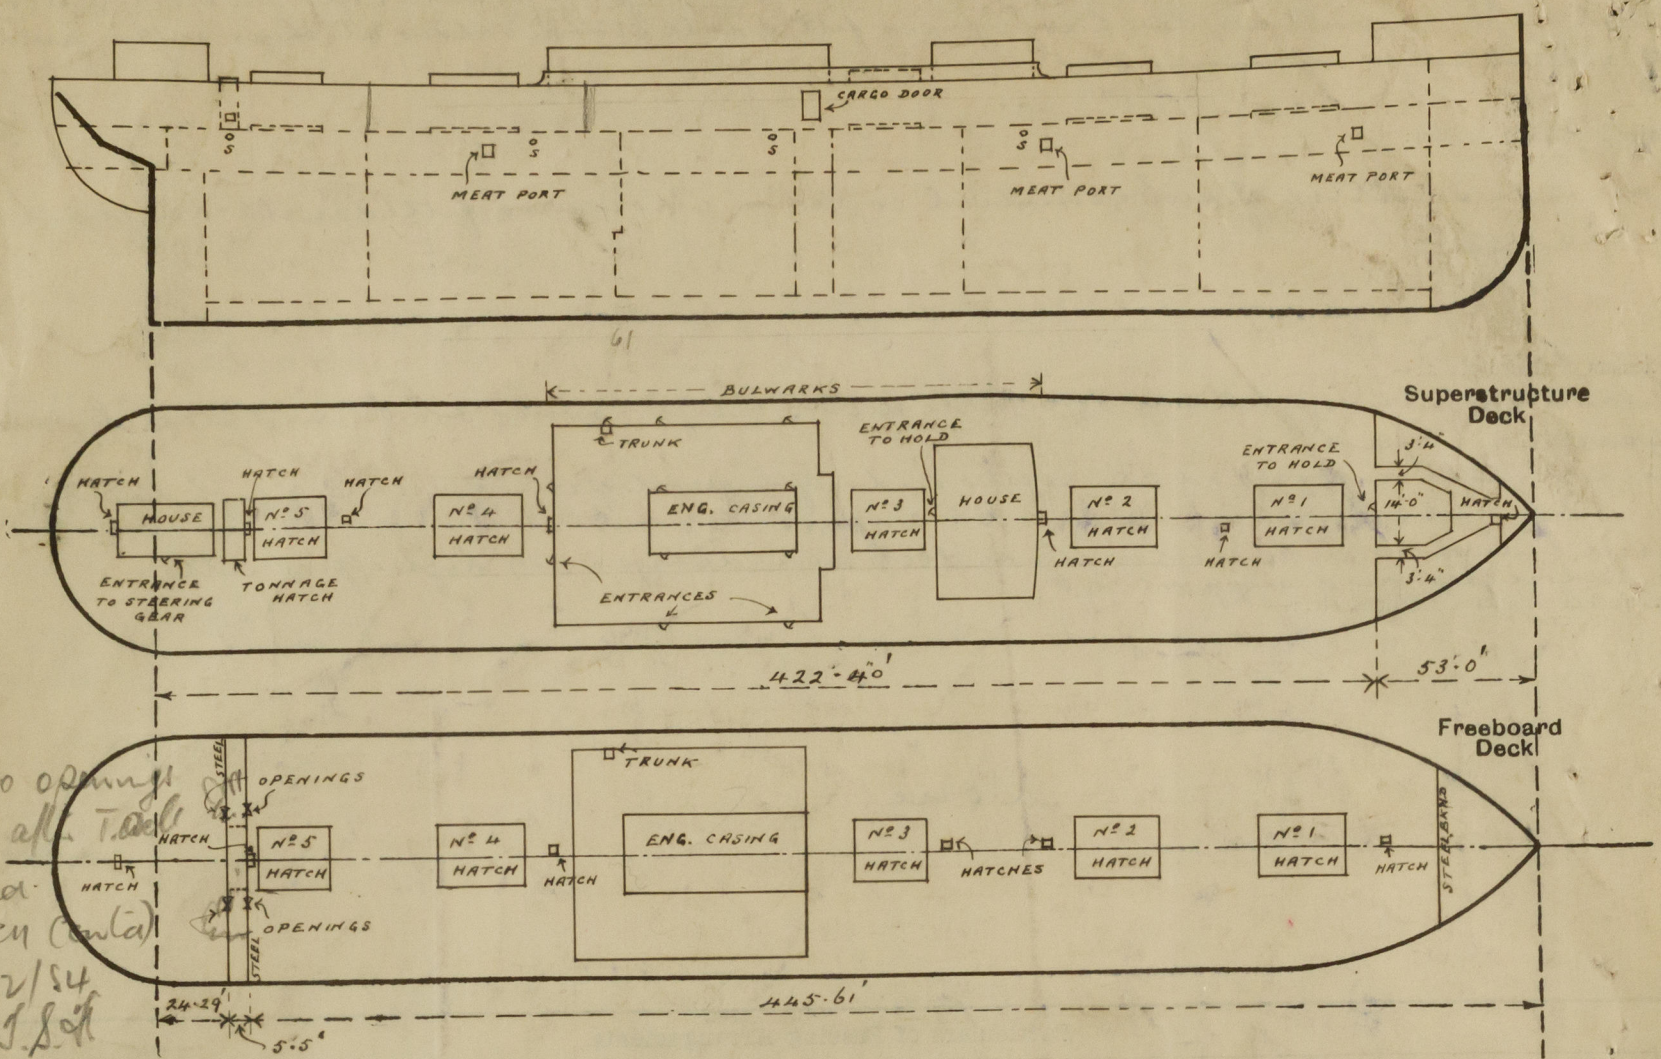 CARGO DOOR
o
s
o
s
o
s
o
s
MEAT PORT
MEAT PORT
MEAT PORT
61
BULWARKS
Superstructure
Deck
HATCH
HATCH
HATCH
HATCH
TRUNK
ENTRANCE
TO HOLD
ENTRANCE
TO HOLD
3'·4"
14'·0"
3'·4"
HATCH
HOUSE
Nº 5
HATCH
Nº 4
HATCH
ENG. CASING
Nº 3
HATCH
HOUSE
Nº 2
HATCH
Nº 1
HATCH
HATCH
HATCH
ENTRANCE
TO STEERING
GEAR
TONNAGE
HATCH
ENTRANCES
422'·40'
53'·0'
Freeboard
Deck
STEEL
OPENINGS
TRUNK
openings
HATCH
HATCH
Nº 5
HATCH
Nº 4
HATCH
HATCH
ENG. CASING
Nº 3
HATCH
HATCHES
Nº 2
HATCH
Nº 1
HATCH
HATCH
STEEL BKHD
OPENINGS
STEEL
2/54
24·29'
5·5'
445·61'